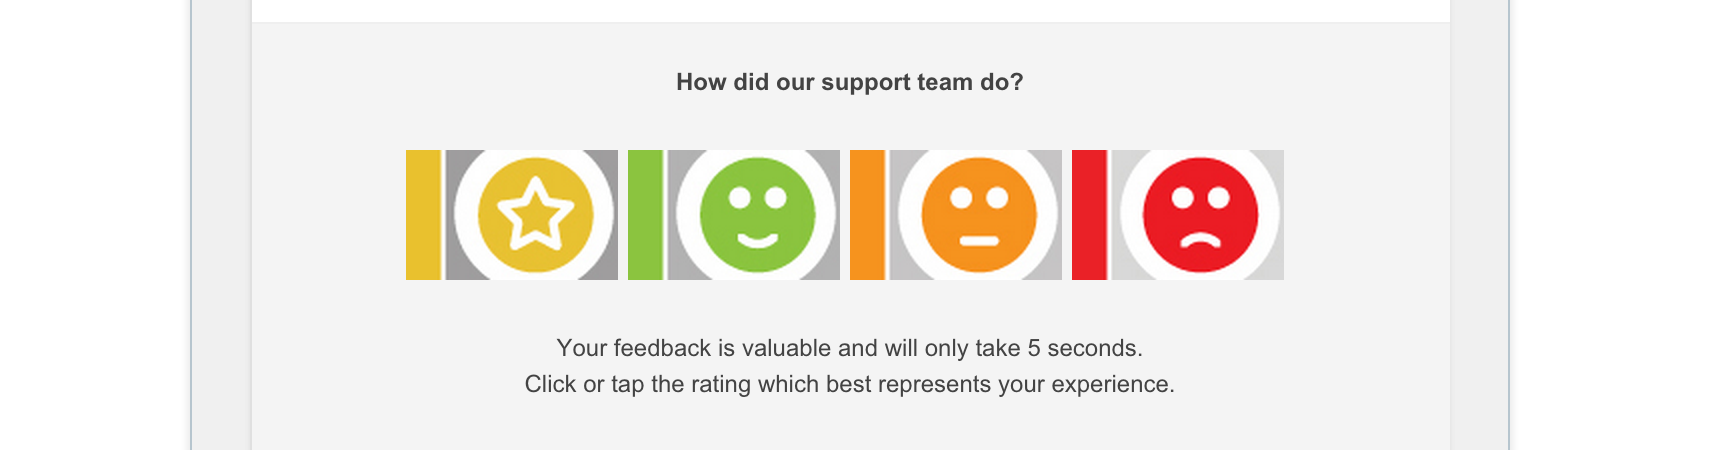 How did our support team do?
Your feedback is valuable and will only take 5 seconds.
Click or tap the rating which best represents your experience.